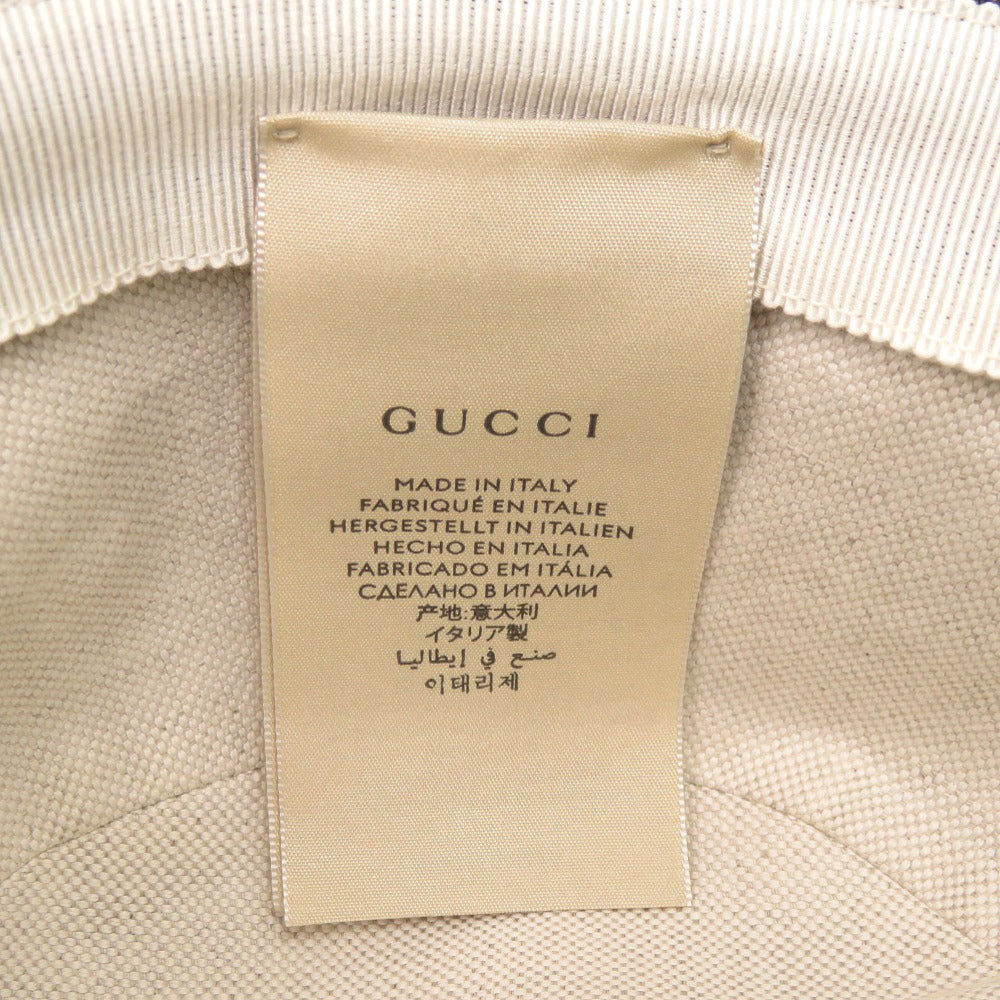 GUCCI
MADE IN ITALY
FABRIQUÉ EN ITALIE
HERGESTELLT IN ITALIEN
HECHO EN ITALIA
FABRICADO EM ITÁLIA
СДЕЛАНО В ИТАЛИИ
产地:意大利
イタリア製
صنع في إيطاليا
이태리제